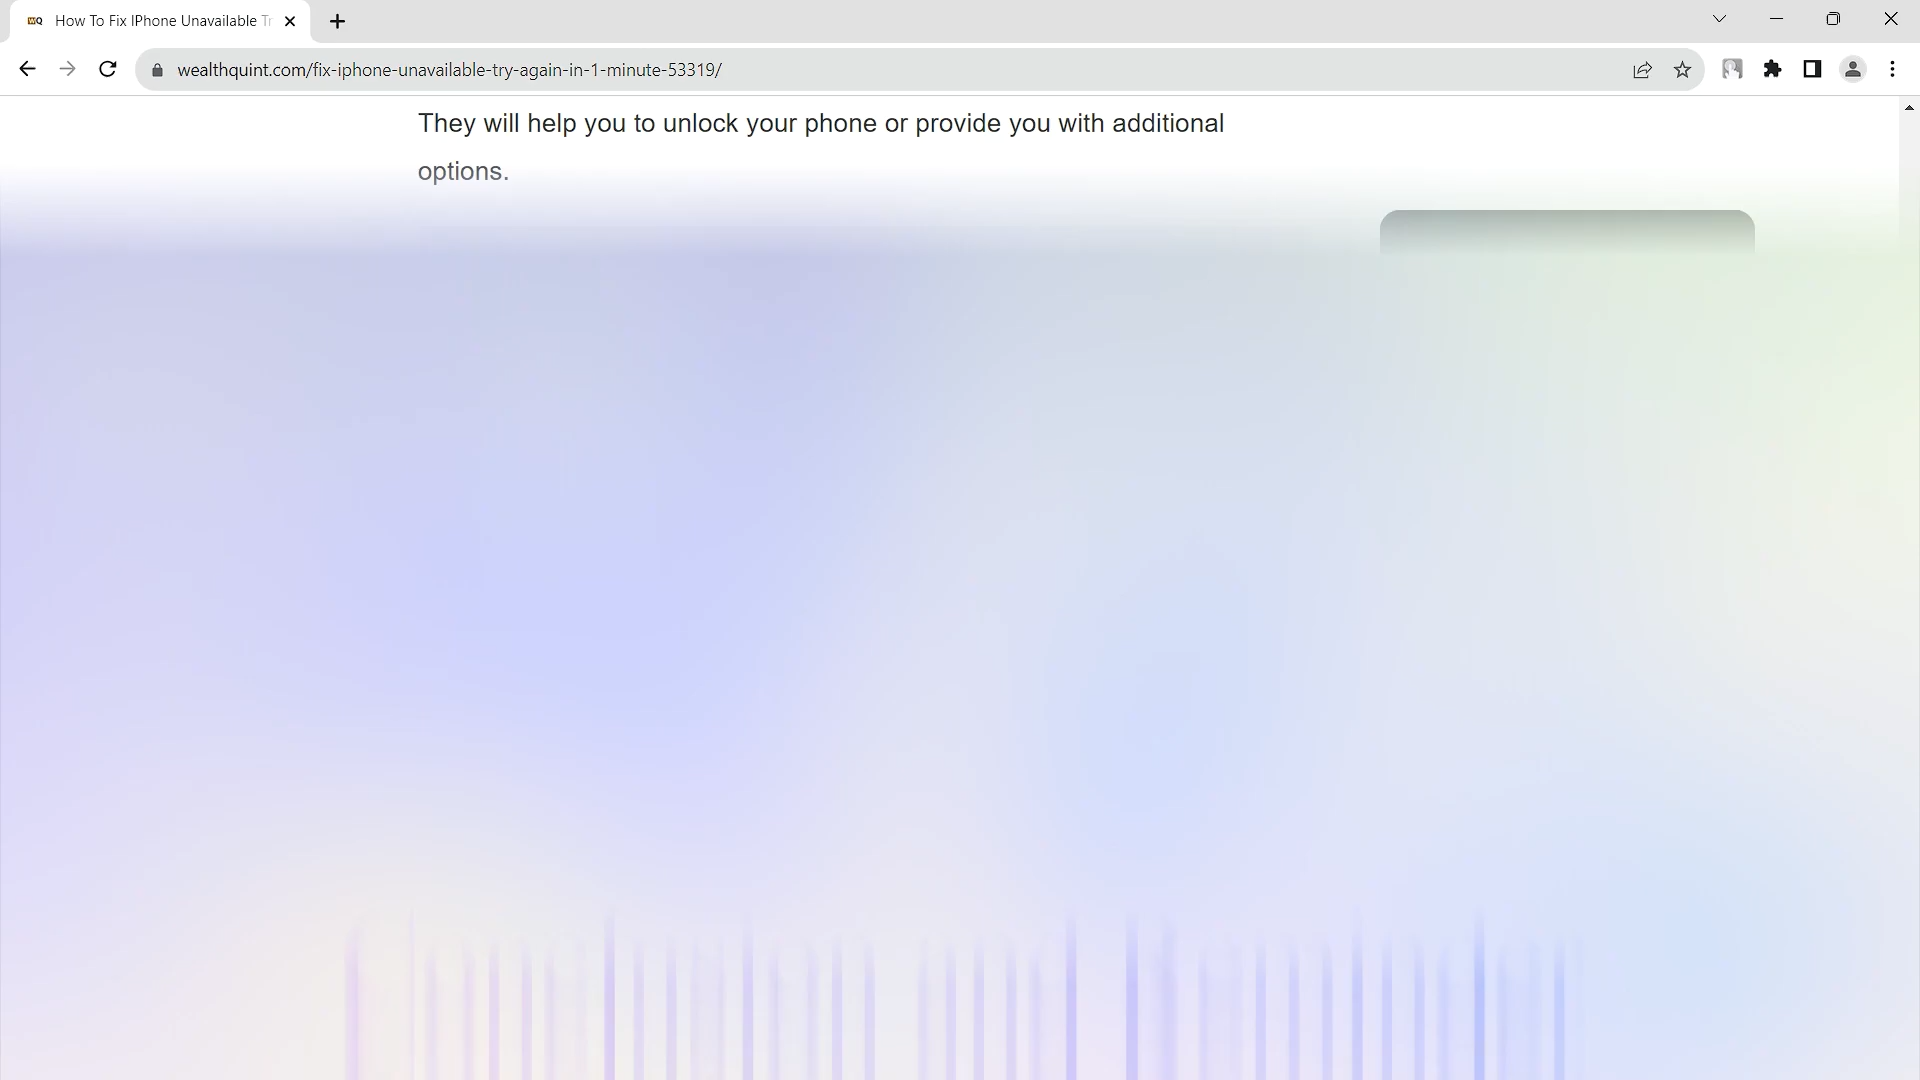 WQ How To Fix IPhone Unavailable Tr
wealthquint.com/fix-iphone-unavailable-try-again-in-1-minute-53319/
They will help you to unlock your phone or provide you with additional
options.